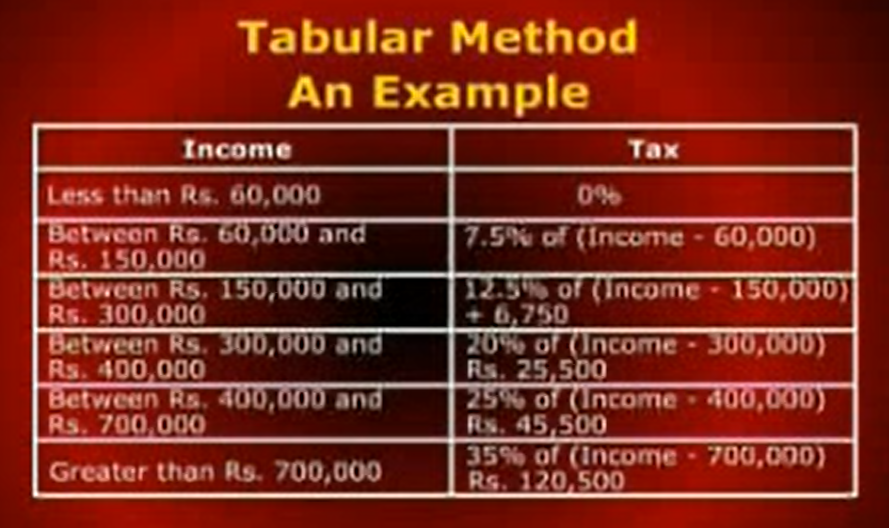 Tabular Method
An Example
Income
Tax
Less than Rs. 60,000
0%
Between Rs. 60,000 and
Rs. 150,000
7.5% of (Income - 60,000)
Between Rs. 150,000 and
Rs. 300,000
12.5% of (Income - 150,000)
+ 6,750
Between Rs. 300,000 and
Rs. 400,000
20% of (Income - 300,000)
Rs. 25,500
Between Rs. 400,000 and
Rs. 700,000
25% of (Income - 400,000)
Rs. 45,500
Greater than Rs. 700,000
35% of (Income - 700,000)
Rs. 120,500